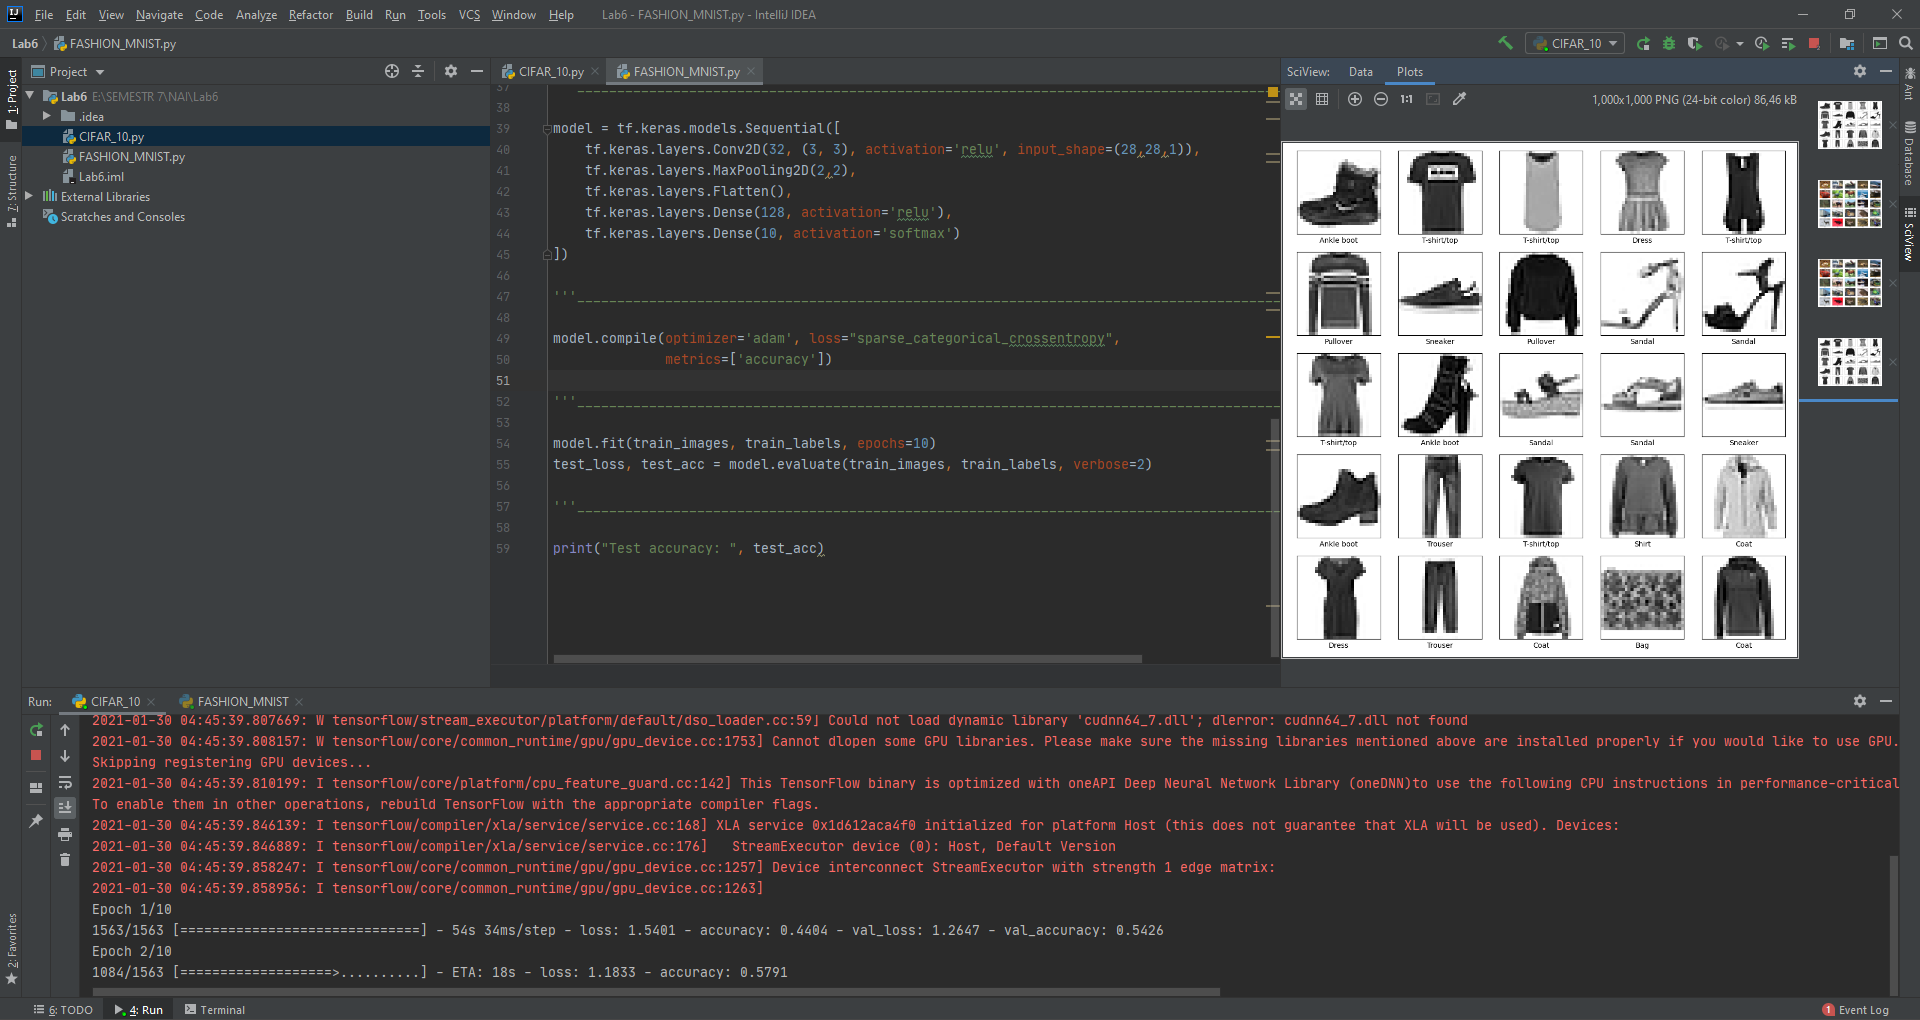 File Edit View Navigate Code Analyze Refactor Build Run Tools VCS Window Help Lab6 - FASHION_MNIST.py - IntelliJ IDEA
Lab6 FASHION_MNIST.py
CIFAR_10
Project
Lab6 E:\SEMESTR 7\NAI\Lab6
.idea
CIFAR_10.py
FASHION_MNIST.py
Lab6.iml
External Libraries
Scratches and Consoles
1: Project
7: Structure
2: Favorites
CIFAR_10.py FASHION_MNIST.py
37 ________________________________________
38
39 model = tf.keras.models.Sequential([
40 tf.keras.layers.Conv2D(32, (3, 3), activation='relu', input_shape=(28,28,1)),
41 tf.keras.layers.MaxPooling2D(2,2),
42 tf.keras.layers.Flatten(),
43 tf.keras.layers.Dense(128, activation='relu'),
44 tf.keras.layers.Dense(10, activation='softmax')
45 ])
46
47 '''________________________________________
48
49 model.compile(optimizer='adam', loss="sparse_categorical_crossentropy",
50 metrics=['accuracy'])
51
52 '''________________________________________
53
54 model.fit(train_images, train_labels, epochs=10)
55 test_loss, test_acc = model.evaluate(train_images, train_labels, verbose=2)
56
57 '''________________________________________
58
59 print("Test accuracy: ", test_acc)
SciView: Data Plots
1:1 1,000x1,000 PNG (24-bit color) 86,46 kB
Ankle boot T-shirt/top T-shirt/top Dress T-shirt/top
Pullover Sneaker Pullover Sandal Sandal
T-shirt/top Ankle boot Sandal Sandal Sneaker
Ankle boot Trouser T-shirt/top Shirt Coat
Dress Trouser Coat Bag Coat
Ant
Database
SciView
Run: CIFAR_10 FASHION_MNIST
2021-01-30 04:45:39.807669: W tensorflow/stream_executor/platform/default/dso_loader.cc:59] Could not load dynamic library 'cudnn64_7.dll'; dlerror: cudnn64_7.dll not found
2021-01-30 04:45:39.808157: W tensorflow/core/common_runtime/gpu/gpu_device.cc:1753] Cannot dlopen some GPU libraries. Please make sure the missing libraries mentioned above are installed properly if you would like to use GPU.
Skipping registering GPU devices...
2021-01-30 04:45:39.810199: I tensorflow/core/platform/cpu_feature_guard.cc:142] This TensorFlow binary is optimized with oneAPI Deep Neural Network Library (oneDNN)to use the following CPU instructions in performance-critical
To enable them in other operations, rebuild TensorFlow with the appropriate compiler flags.
2021-01-30 04:45:39.846139: I tensorflow/compiler/xla/service/service.cc:168] XLA service 0x1d612aca4f0 initialized for platform Host (this does not guarantee that XLA will be used). Devices:
2021-01-30 04:45:39.846889: I tensorflow/compiler/xla/service/service.cc:176] StreamExecutor device (0): Host, Default Version
2021-01-30 04:45:39.858247: I tensorflow/core/common_runtime/gpu/gpu_device.cc:1257] Device interconnect StreamExecutor with strength 1 edge matrix:
2021-01-30 04:45:39.858956: I tensorflow/core/common_runtime/gpu/gpu_device.cc:1263]
Epoch 1/10
1563/1563 [==============================] - 54s 34ms/step - loss: 1.5401 - accuracy: 0.4404 - val_loss: 1.2647 - val_accuracy: 0.5426
Epoch 2/10
1084/1563 [===================>..........] - ETA: 18s - loss: 1.1833 - accuracy: 0.5791
6: TODO 4: Run Terminal 1 Event Log